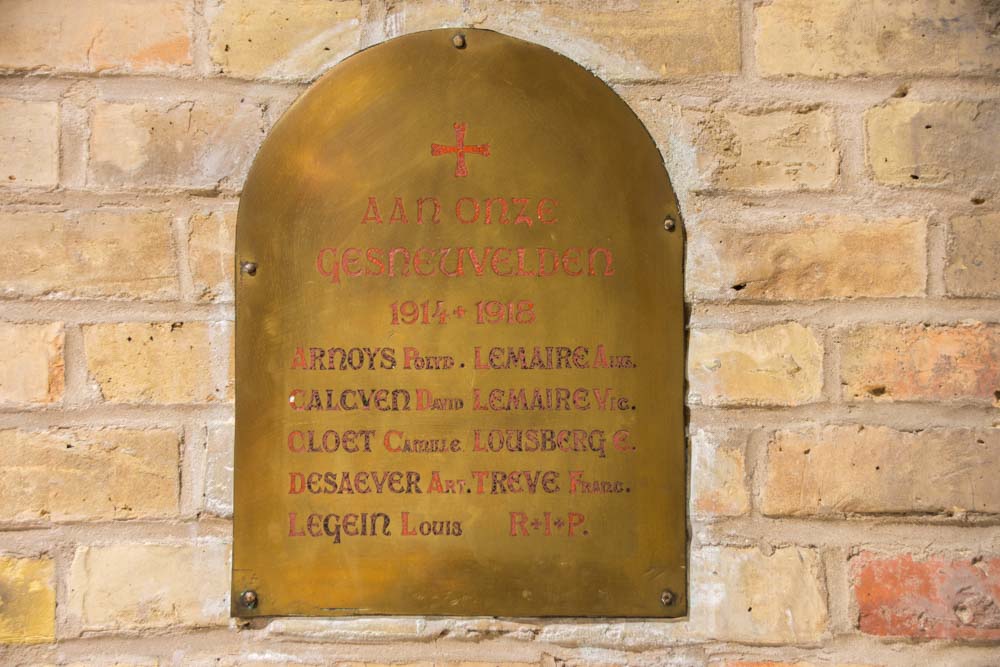 AAN ONZE
GESNEUVELDEN
1914 + 1918
ARNOYS POLYD. LEMAIRE AUG.
CALCVEN DAVID LEMAIRE VIC.
CLOET CAMILLE LOUSBERG E.
DESAEVER ART. TREVE FRANC.
LEGEIN LOUIS R+I+P.